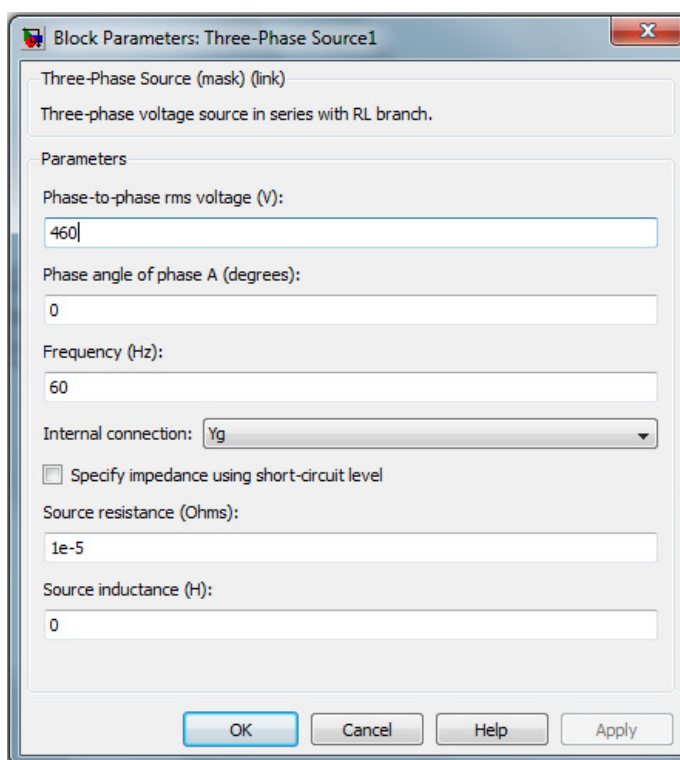 Block Parameters: Three-Phase Source1
Three-Phase Source (mask) (link)
Three-phase voltage source in series with RL branch.
Parameters
Phase-to-phase rms voltage (V):
460
Phase angle of phase A (degrees):
0
Frequency (Hz):
60
Internal connection: Yg
Specify impedance using short-circuit level
Source resistance (Ohms):
1e-5
Source inductance (H):
0
OK Cancel Help Apply